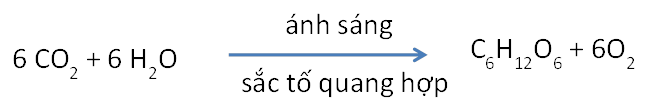 ánh sáng
6 CO₂ + 6 H₂O
C₆H₁₂O₆ + 6O₂
sắc tố quang hợp